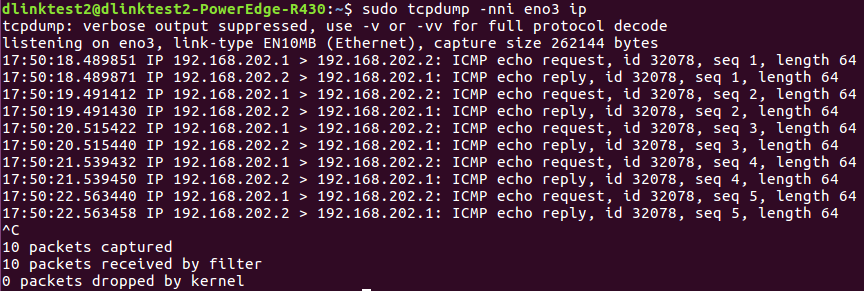 dlinktest2@dlinktest2-PowerEdge-R430:~$ sudo tcpdump -nni eno3 ip
tcpdump: verbose output suppressed, use -v or -vv for full protocol decode
listening on eno3, link-type EN10MB (Ethernet), capture size 262144 bytes
17:50:18.489851 IP 192.168.202.1 > 192.168.202.2: ICMP echo request, id 32078, seq 1, length 64
17:50:18.489871 IP 192.168.202.2 > 192.168.202.1: ICMP echo reply, id 32078, seq 1, length 64
17:50:19.491412 IP 192.168.202.1 > 192.168.202.2: ICMP echo request, id 32078, seq 2, length 64
17:50:19.491430 IP 192.168.202.2 > 192.168.202.1: ICMP echo reply, id 32078, seq 2, length 64
17:50:20.515422 IP 192.168.202.1 > 192.168.202.2: ICMP echo request, id 32078, seq 3, length 64
17:50:20.515440 IP 192.168.202.2 > 192.168.202.1: ICMP echo reply, id 32078, seq 3, length 64
17:50:21.539432 IP 192.168.202.1 > 192.168.202.2: ICMP echo request, id 32078, seq 4, length 64
17:50:21.539450 IP 192.168.202.2 > 192.168.202.1: ICMP echo reply, id 32078, seq 4, length 64
17:50:22.563440 IP 192.168.202.1 > 192.168.202.2: ICMP echo request, id 32078, seq 5, length 64
17:50:22.563458 IP 192.168.202.2 > 192.168.202.1: ICMP echo reply, id 32078, seq 5, length 64
^C
10 packets captured
10 packets received by filter
0 packets dropped by kernel